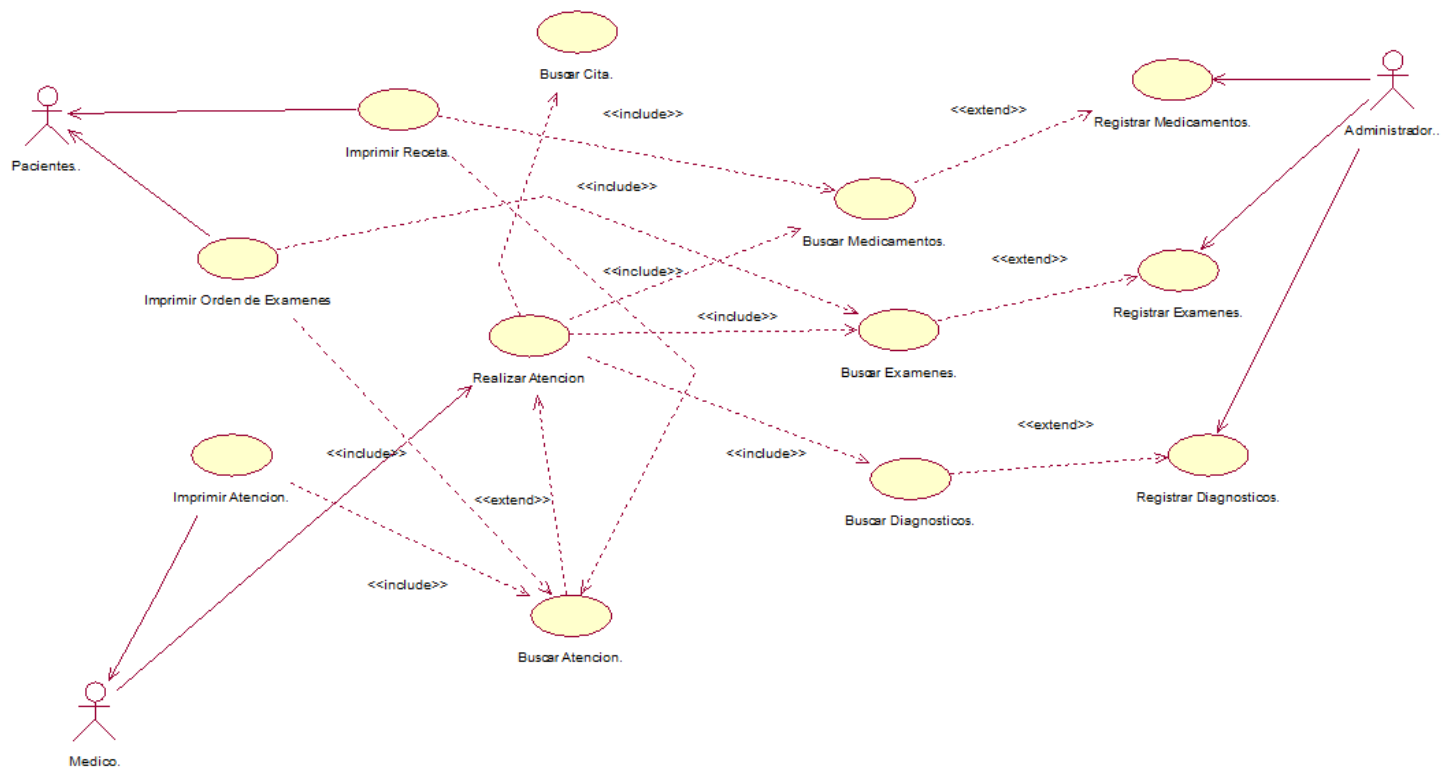 Buscar Cita.
<<include>>
<<extend>>
Registrar Medicamentos.
Administrador..
Imprimir Receta.
Pacientes..
<<include>>
Buscar Medicamentos.
<<extend>>
<<include>>
Imprimir Orden de Examenes
Registrar Examenes.
<<include>>
Realizar Atencion
Buscar Examenes.
<<extend>>
<<include>>
<<include>>
Imprimir Atencion.
<<extend>>
Buscar Diagnosticos.
Registrar Diagnosticos.
<<include>>
Buscar Atencion.
Medico.